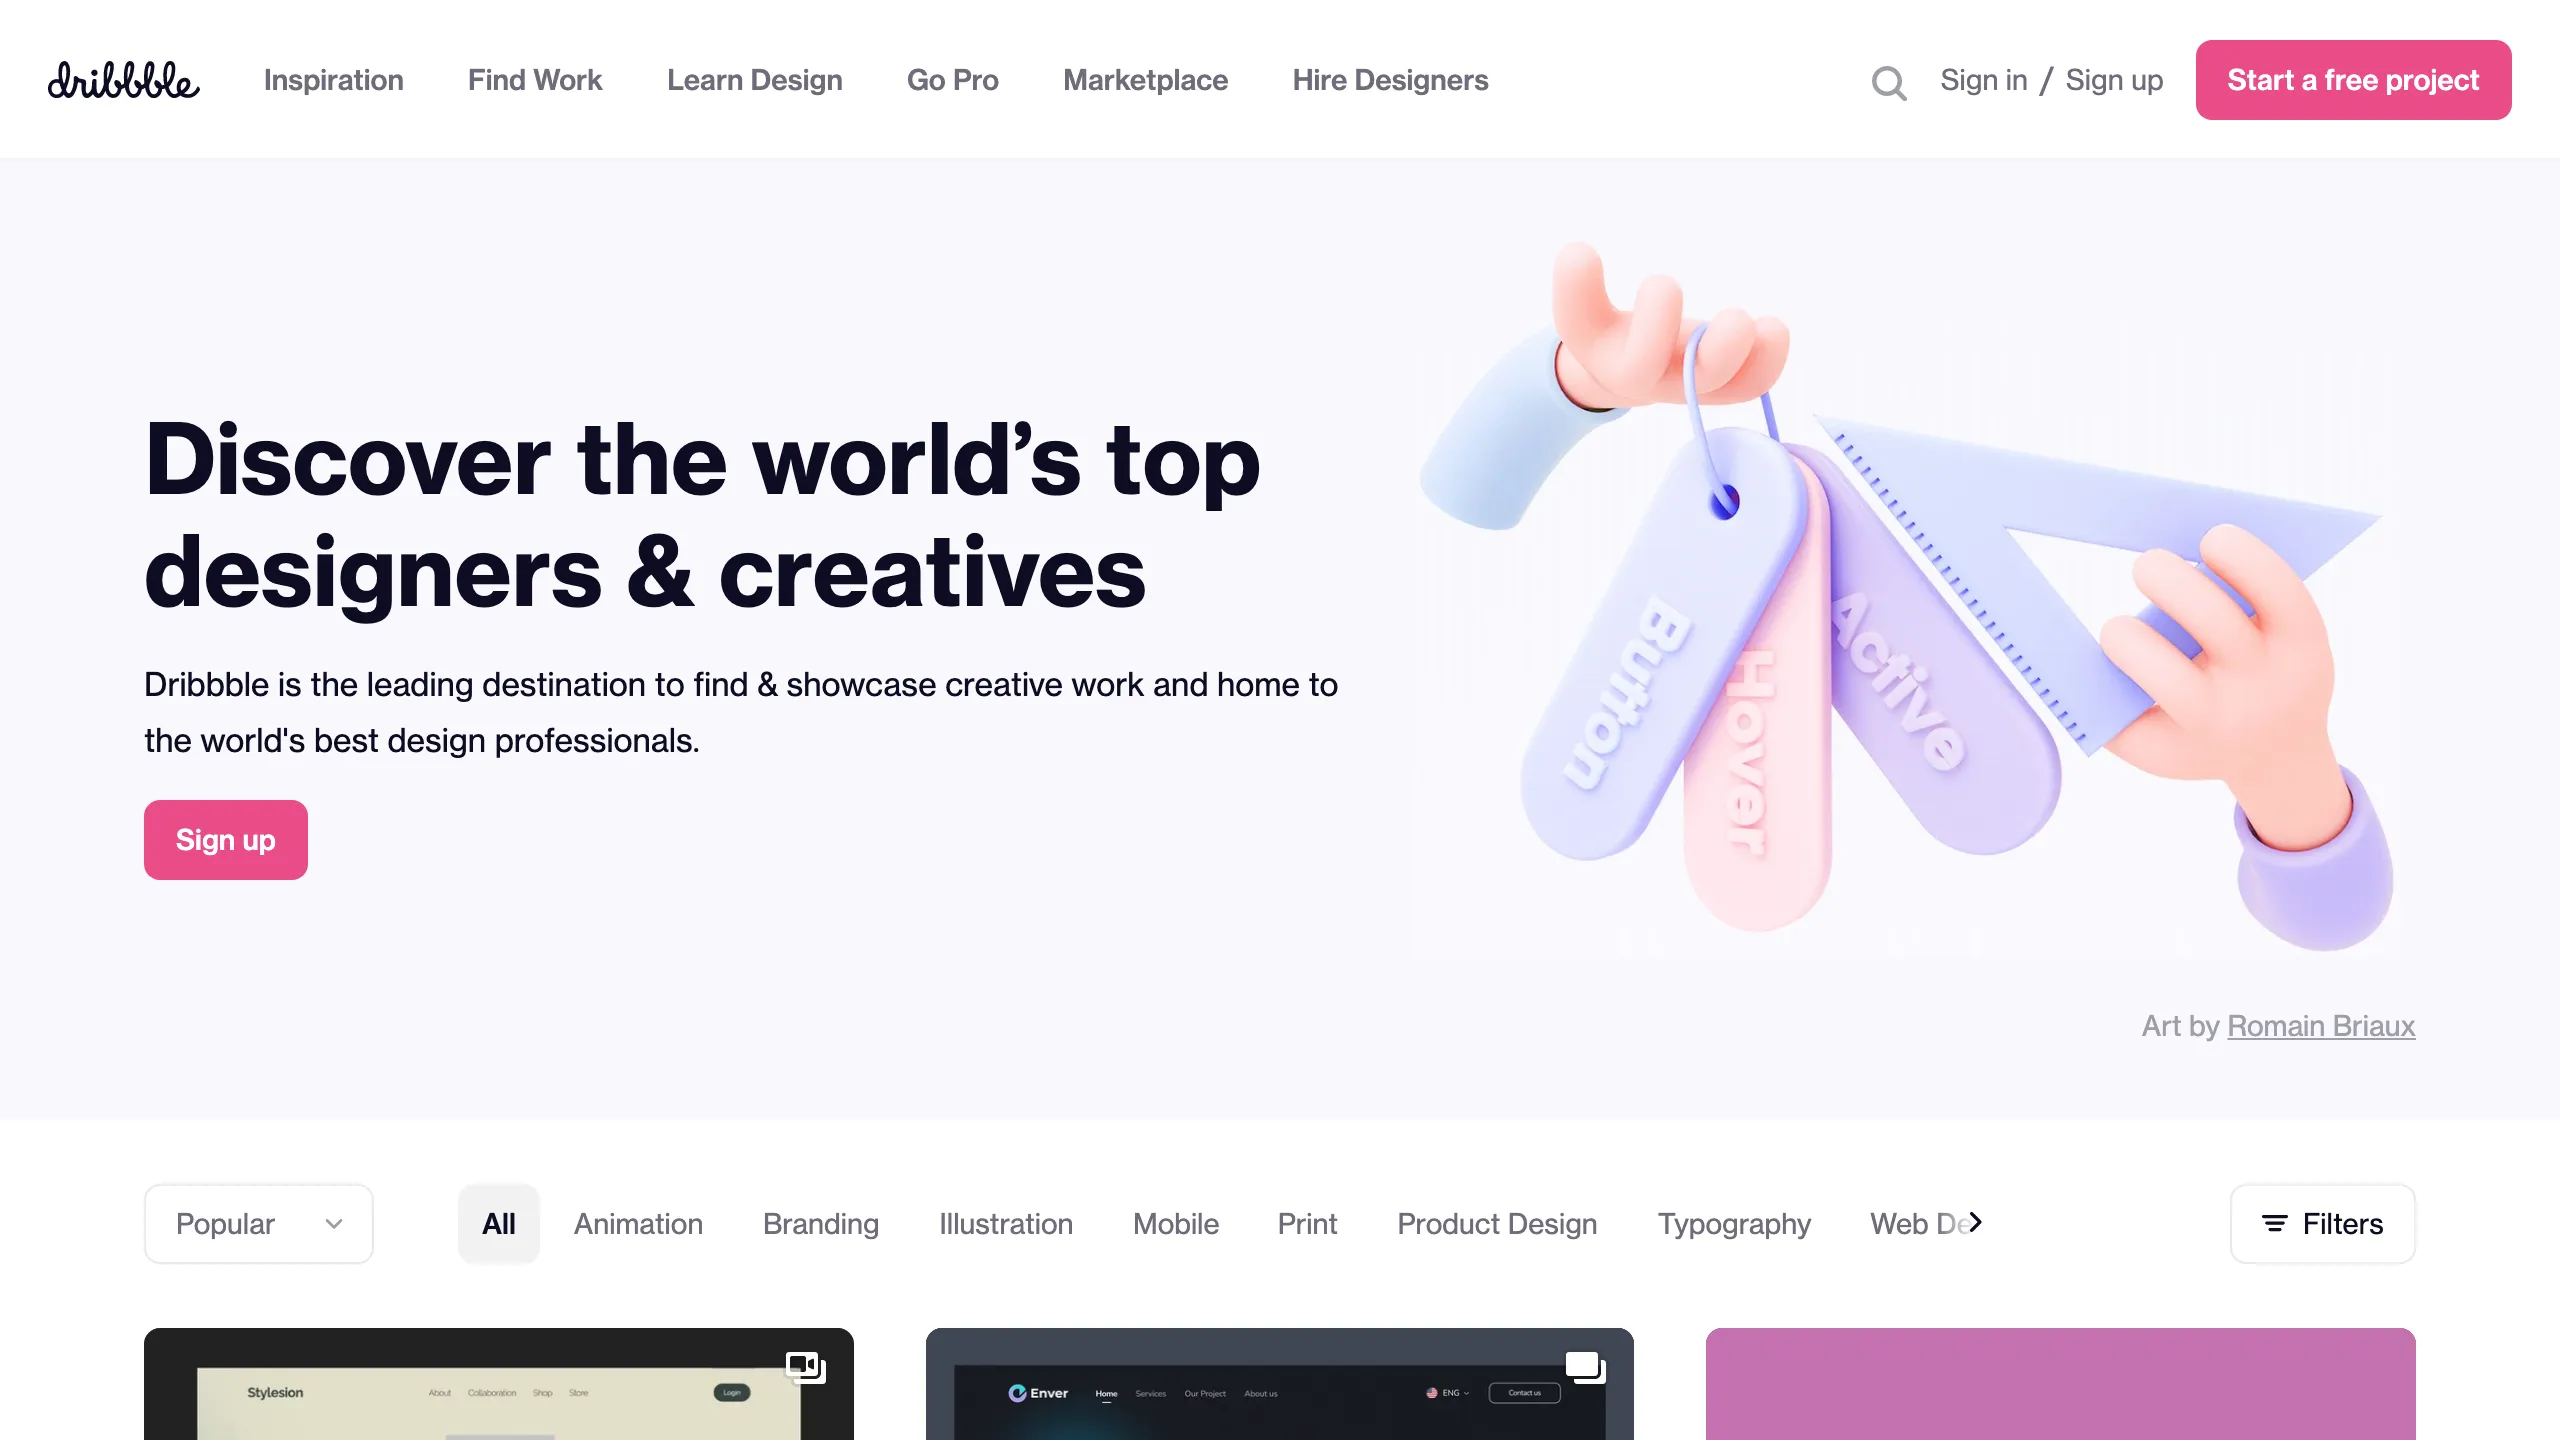 dribbble
Inspiration
Find Work
Learn Design
Go Pro
Marketplace
Hire Designers
Sign in / Sign up
Start a free project
Discover the world’s top
designers & creatives
Dribbble is the leading destination to find & showcase creative work and home to
the world's best design professionals.
Sign up
Button
Hover
Active
Art by Romain Briaux
Popular
All
Animation
Branding
Illustration
Mobile
Print
Product Design
Typography
Web De
Filters
Stylesion
About
Collaboration
Shop
Store
Login
Enver
Home
Services
Our Project
About us
ENG
Contact us